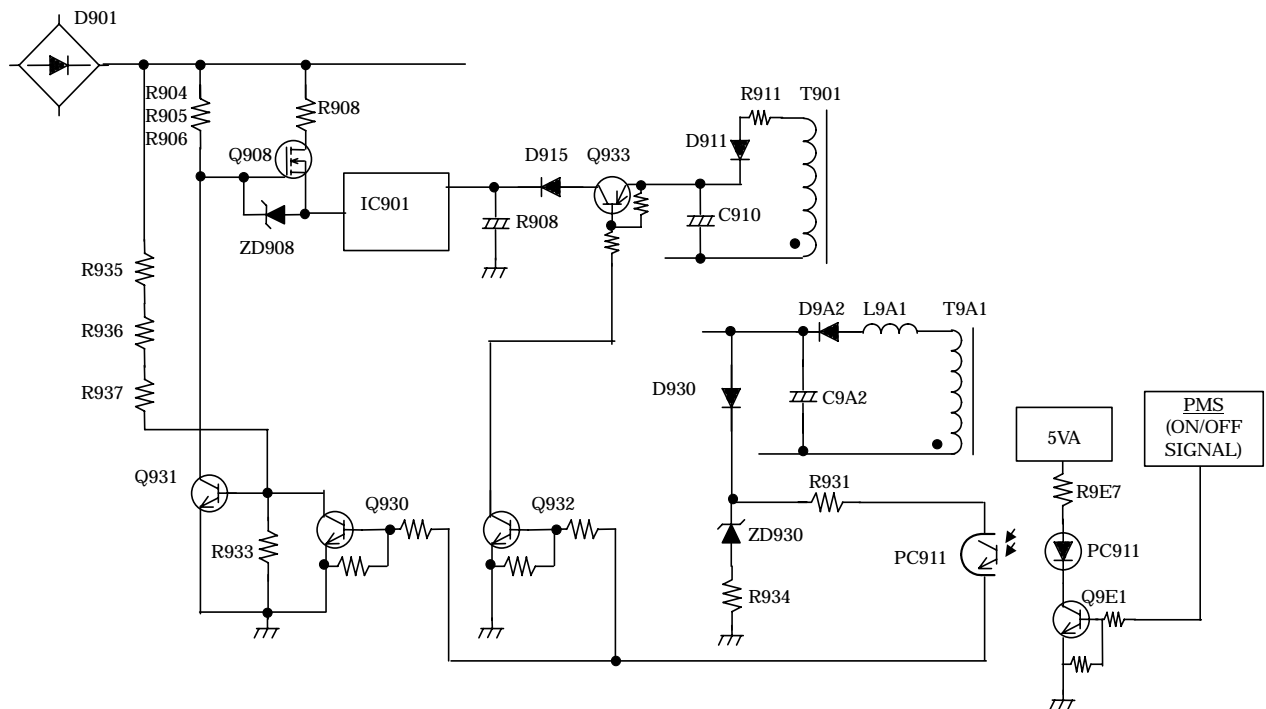 D901
R904
R905
R906
R908
Q908
ZD908
IC901
D915
Q933
R908
R911
T901
D911
C910
R935
R936
R937
D9A2
L9A1
T9A1
D930
C9A2
5VA
PMS
(ON/OFF
SIGNAL)
Q931
R933
Q930
Q932
R931
ZD930
R934
PC911
R9E7
PC911
Q9E1